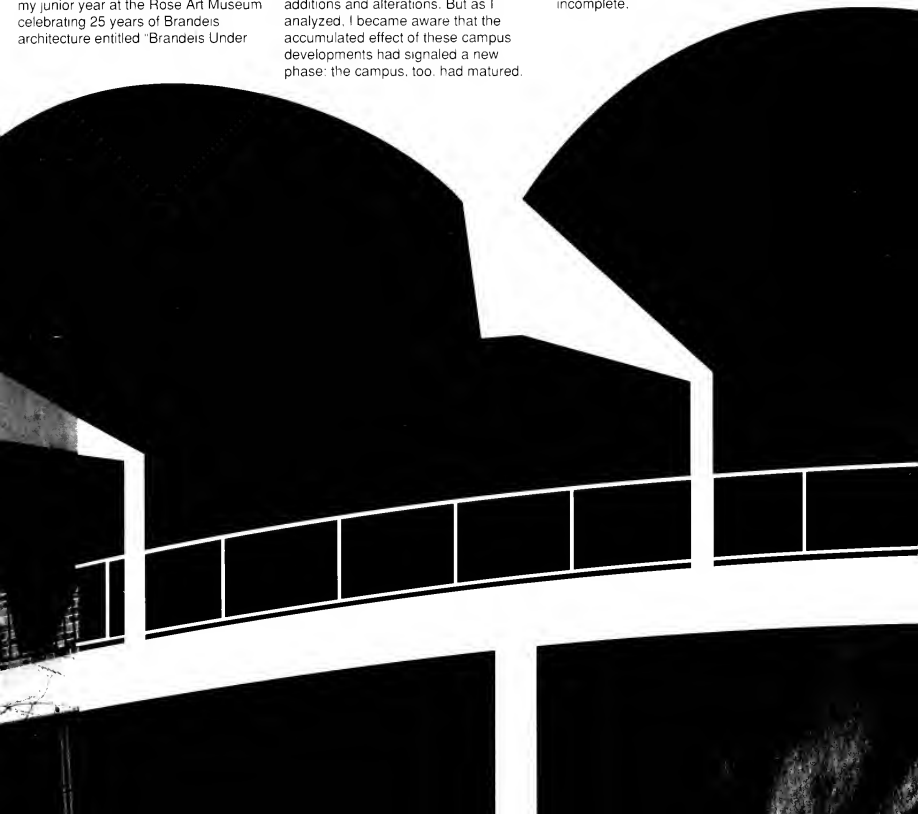 my junior year at the Rose Art Museum
celebrating 25 years of Brandeis
architecture entitled "Brandeis Under
additions and alterations. But as I
analyzed, I became aware that the
accumulated effect of these campus
developments had signaled a new
phase: the campus, too, had matured.
incomplete.